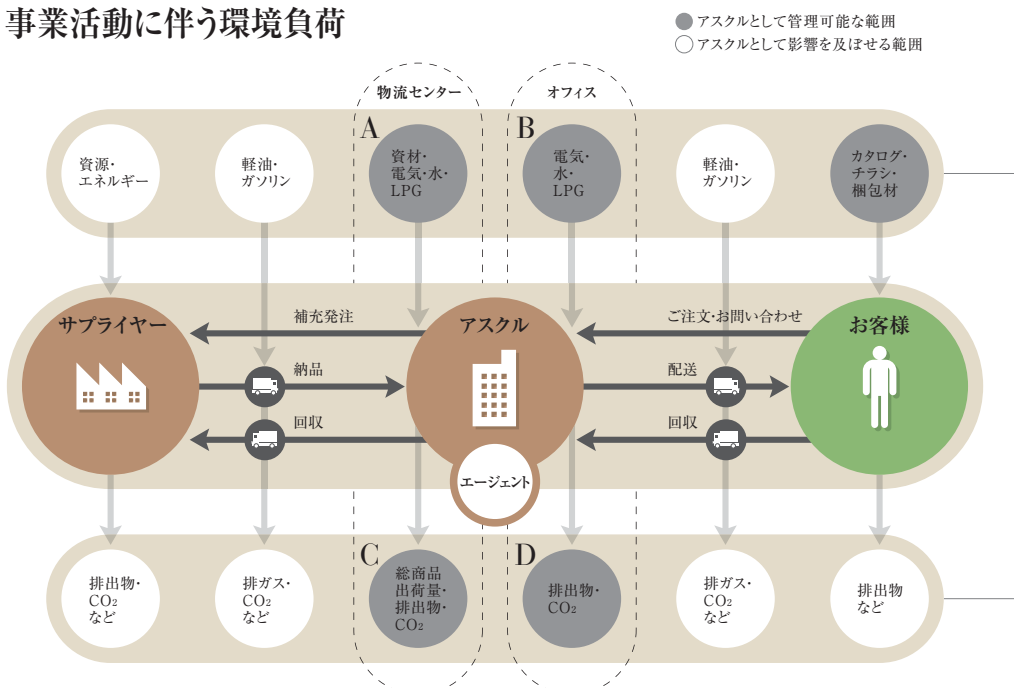 事業活動に伴う環境負荷
アスクルとして管理可能な範囲
アスクルとして影響を及ぼせる範囲
物流センター
オフィス
A
B
資源・
エネルギー
軽油・
ガソリン
資材・
電気・水・
LPG
電気・
水・
LPG
軽油・
ガソリン
カタログ・
チラシ・
梱包材
サプライヤー
補充発注
アスクル
ご注文・お問い合わせ
お客様
納品
配送
回収
回収
エージェント
C
D
排出物・
CO₂
など
排ガス・
CO₂
など
総商品
出荷量・
排出物・
CO₂
排出物・
CO₂
排ガス・
CO₂
など
排出物
など